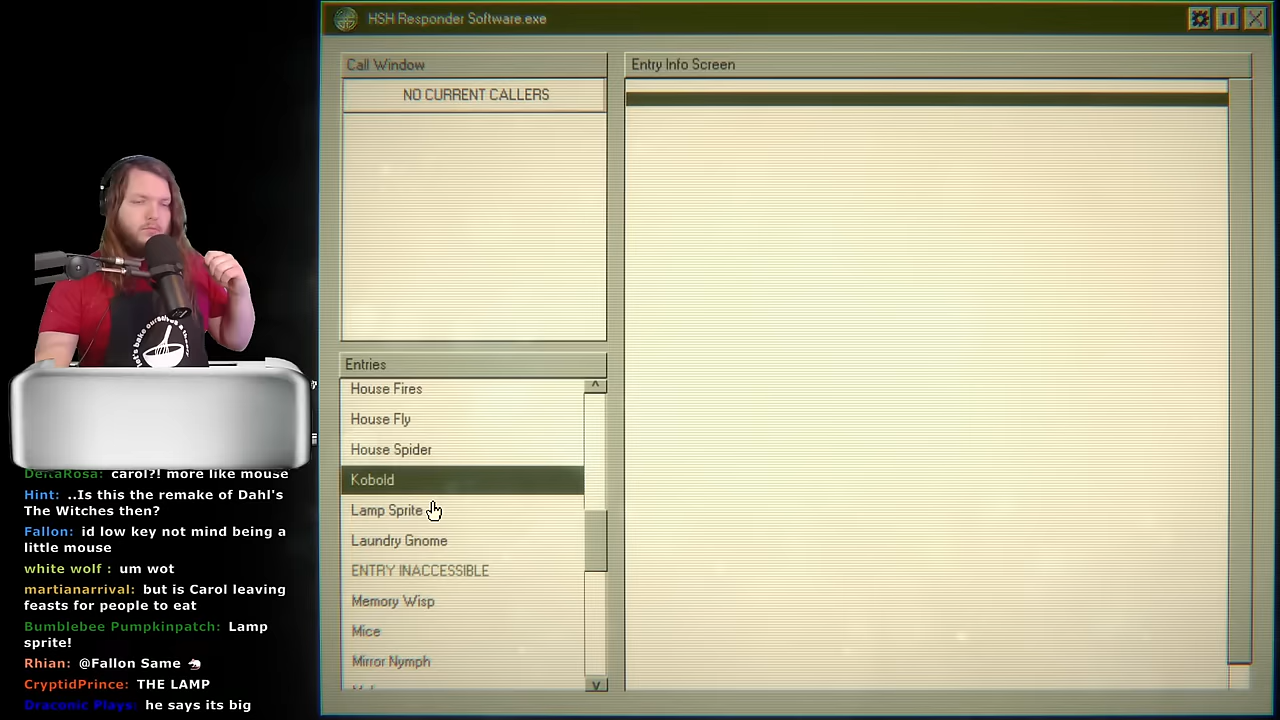 HSH Responder Software.exe
Call Window
NO CURRENT CALLERS
Entry Info Screen
Entries
House Fires
House Fly
House Spider
Kobold
Lamp Sprite
Laundry Gnome
ENTRY INACCESSIBLE
Memory Wisp
Mice
Mirror Nymph
let's bake ourselves a
DeltaRosa: carol?! more like mouse
Hint: ..Is this the remake of Dahl's
The Witches then?
Fallon: id low key not mind being a
little mouse
white wolf : um wot
martianarrival: but is Carol leaving
feasts for people to eat
Bumblebee Pumpkinpatch: Lamp
sprite!
Rhian: @Fallon Same
CryptidPrince: THE LAMP
Draconic Plays: he says its big